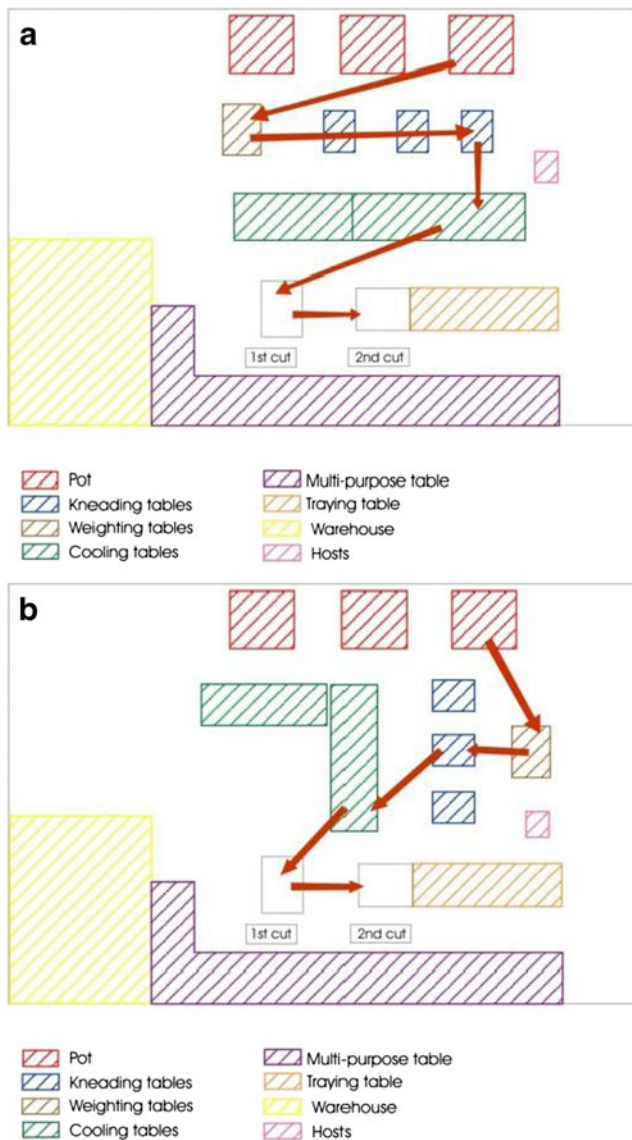 a
1st cut
2nd cut
Pot
Kneading tables
Weighting tables
Cooling tables
Multi-purpose table
Traying table
Warehouse
Hosts
b
1st cut
2nd cut
Pot
Kneading tables
Weighting tables
Cooling tables
Multi-purpose table
Traying table
Warehouse
Hosts